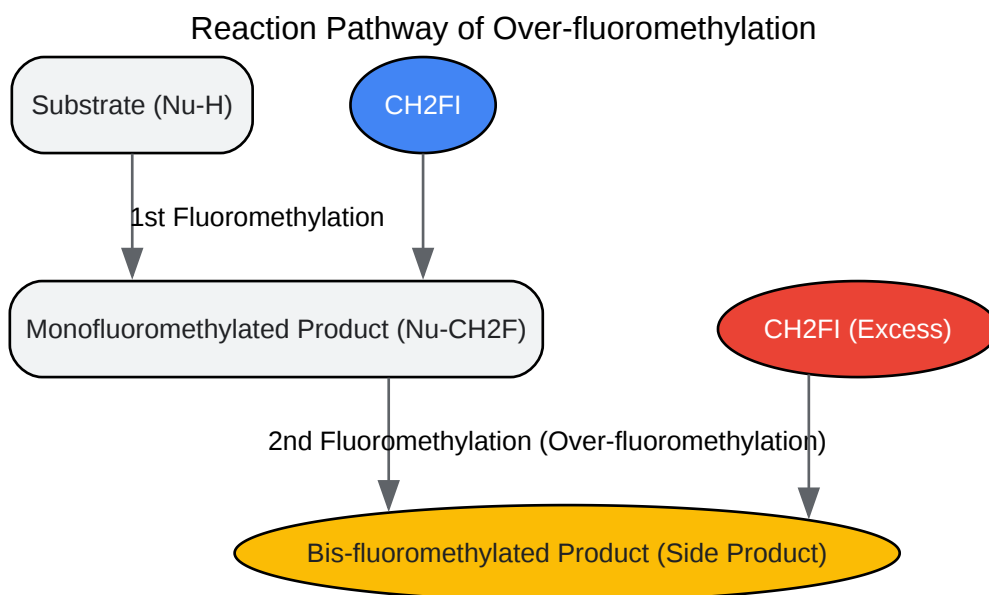 Reaction Pathway of Over-fluoromethylation
Substrate (Nu-H)
CH2FI
1st Fluoromethylation
Monofluoromethylated Product (Nu-CH2F)
CH2FI (Excess)
2nd Fluoromethylation (Over-fluoromethylation)
Bis-fluoromethylated Product (Side Product)